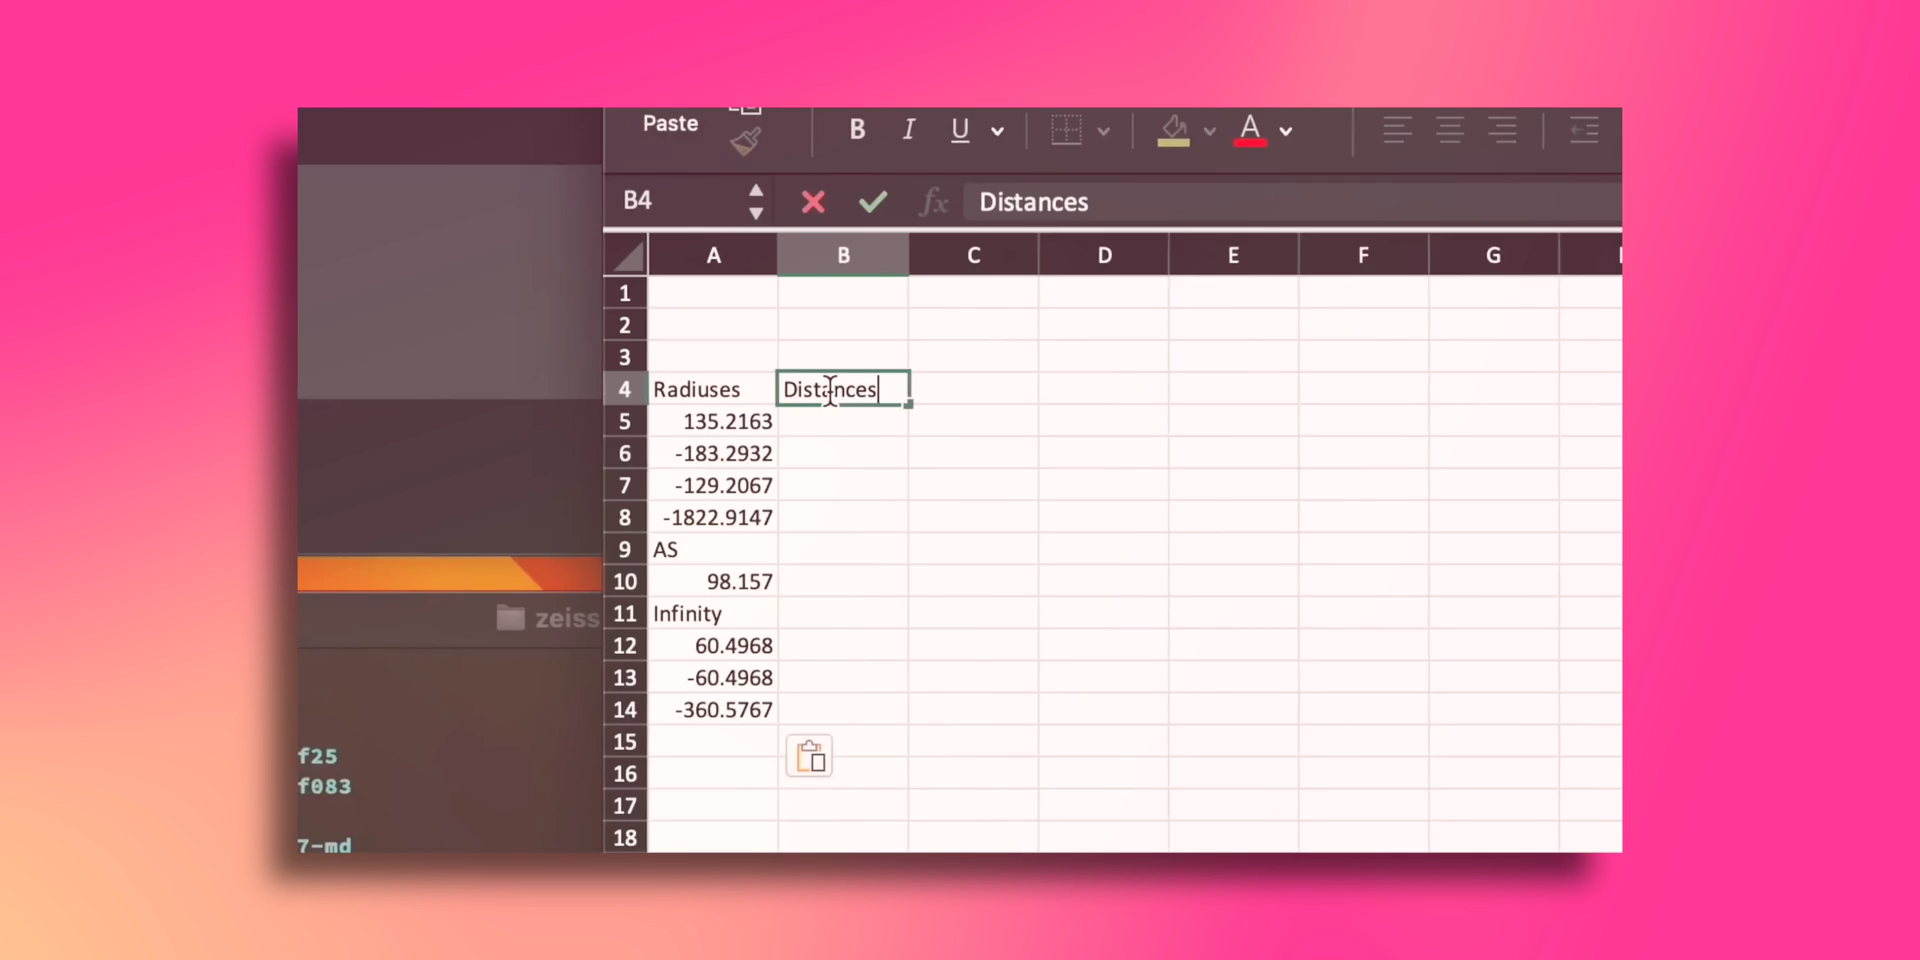 Paste
B I U A
B4 fx Distances
A B C D E F G
1
2
3
4 Radiuses Distances
5 135.2163
6 -183.2932
7 -129.2067
8 -1822.9147
9 AS
10 98.157
11 Infinity
12 60.4968
13 -60.4968
14 -360.5767
15
16
17
18
zeiss
f25
f083
7-md